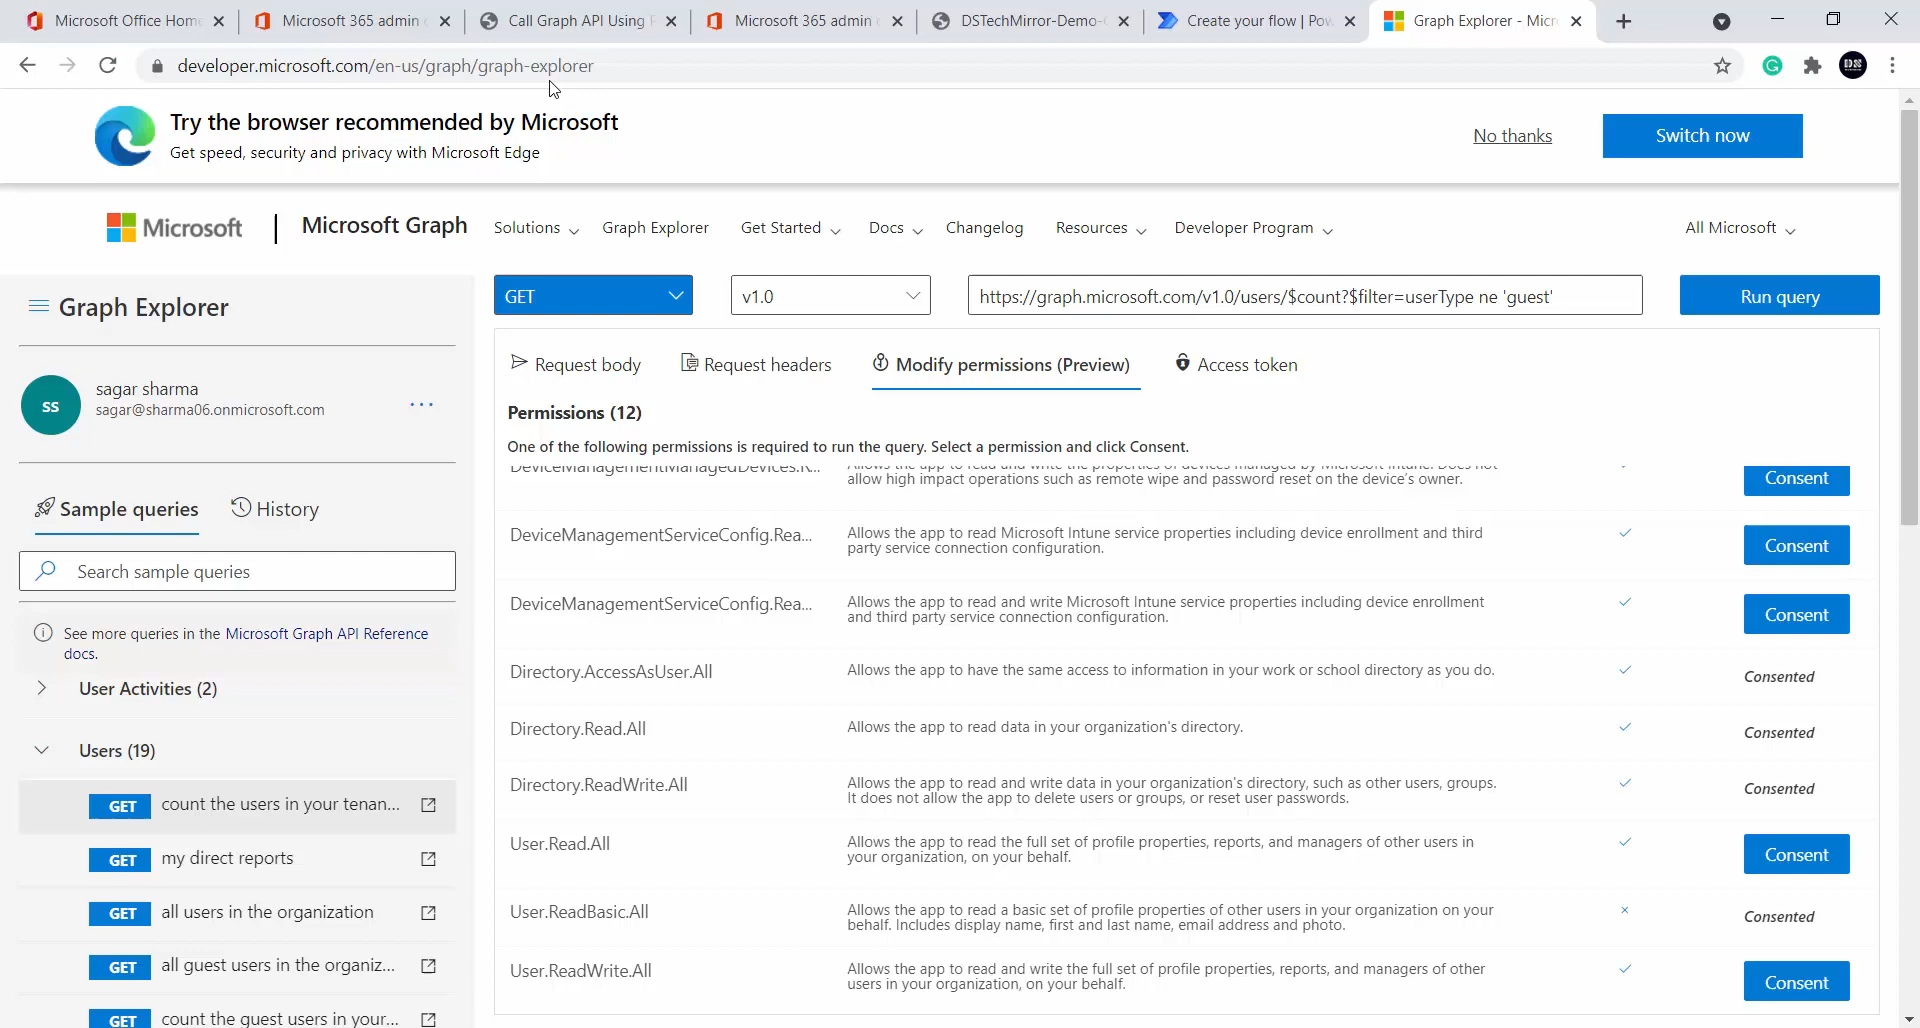 Microsoft Office Home
Microsoft 365 admin c
Call Graph API Using P
Microsoft 365 admin c
DSTechMirror-Demo-
Create your flow | Pow
Graph Explorer - Micr
developer.microsoft.com/en-us/graph/graph-explorer
Try the browser recommended by Microsoft
Get speed, security and privacy with Microsoft Edge
No thanks
Switch now
Microsoft
Microsoft Graph
Solutions
Graph Explorer
Get Started
Docs
Changelog
Resources
Developer Program
All Microsoft
Graph Explorer
GET
v1.0
https://graph.microsoft.com/v1.0/users/$count?$filter=userType ne 'guest'
Run query
SS
sagar sharma
sagar@sharma06.onmicrosoft.com
Request body
Request headers
Modify permissions (Preview)
Access token
Permissions (12)
One of the following permissions is required to run the query. Select a permission and click Consent.
DeviceManagementManagedDevices.R...
Allows the app to read and write the properties of devices managed by Microsoft Intune. Does not
allow high impact operations such as remote wipe and password reset on the device's owner.
Consent
DeviceManagementServiceConfig.Rea...
Allows the app to read Microsoft Intune service properties including device enrollment and third
party service connection configuration.
Consent
DeviceManagementServiceConfig.Rea...
Allows the app to read and write Microsoft Intune service properties including device enrollment
and third party service connection configuration.
Consent
Directory.AccessAsUser.All
Allows the app to have the same access to information in your work or school directory as you do.
Consented
Directory.Read.All
Allows the app to read data in your organization's directory.
Consented
Directory.ReadWrite.All
Allows the app to read and write data in your organization's directory, such as other users, groups.
It does not allow the app to delete users or groups, or reset user passwords.
Consented
User.Read.All
Allows the app to read the full set of profile properties, reports, and managers of other users in
your organization, on your behalf.
Consent
User.ReadBasic.All
Allows the app to read a basic set of profile properties of other users in your organization on your
behalf. Includes display name, first and last name, email address and photo.
Consented
User.ReadWrite.All
Allows the app to read and write the full set of profile properties, reports, and managers of other
users in your organization, on your behalf.
Consent
Sample queries
History
Search sample queries
See more queries in the Microsoft Graph API Reference
docs.
User Activities (2)
Users (19)
GET count the users in your tenan...
GET my direct reports
GET all users in the organization
GET all guest users in the organiz...
GET count the guest users in your...